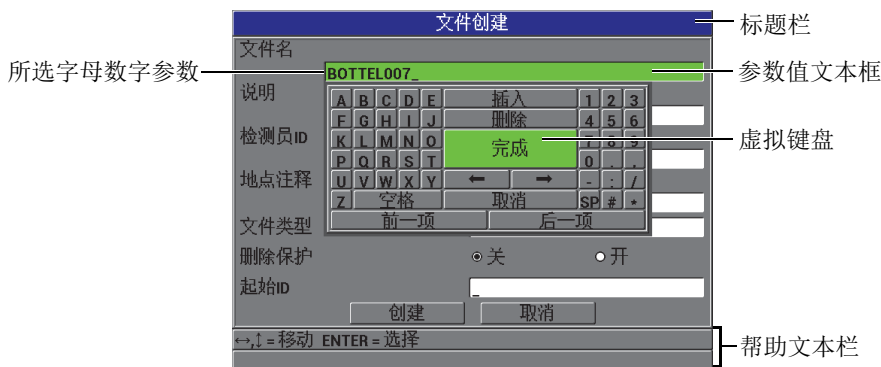 文件创建
标题栏
文件名
所选字母数字参数
BOTTEL007_
参数值文本框
说明
A B C D E 插入 1 2 3
F G H I J 删除 4 5 6
检测员ID
K L M N O 完成 7 8 9
虚拟键盘
P Q R S T 0 . ,
地点注释
U V W X Y ← → - : /
Z 空格 取消 SP # *
文件类型
前一项 后一项
删除保护 关 开
起始ID _
创建 取消
↔,↕ = 移动 ENTER = 选择
帮助文本栏